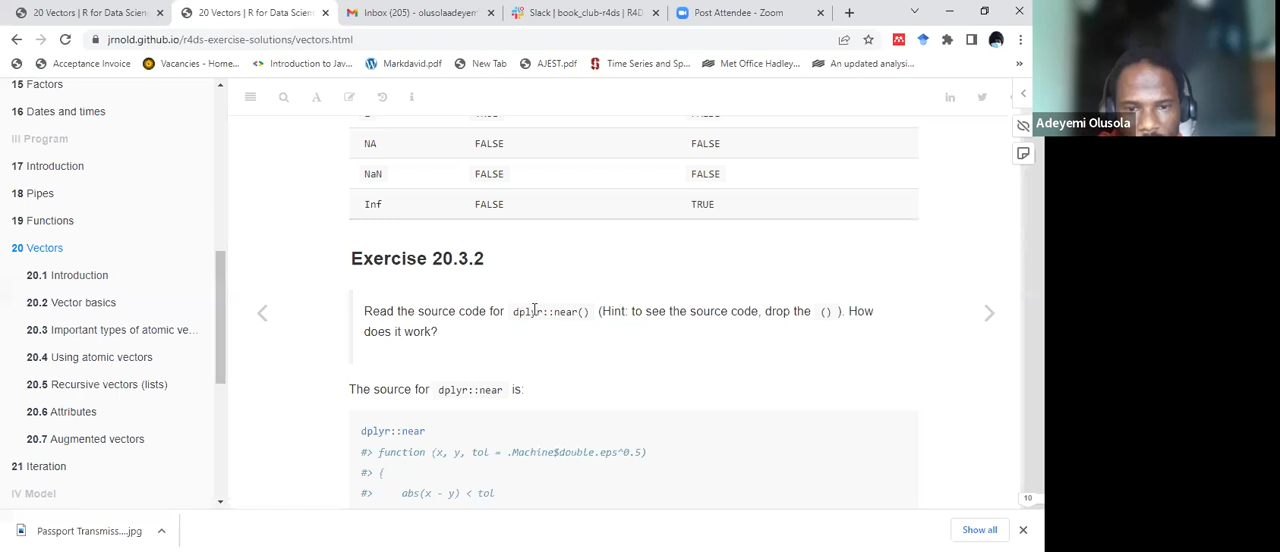 20 Vectors | R for Data Scien
20 Vectors | R for Data Scien
Inbox (205) - olusolaadeyem
Slack | book_club-r4ds | R4D
Post Attendee - Zoom
jrnold.github.io/r4ds-exercise-solutions/vectors.html
Acceptance Invoice
Vacancies - Home -...
Introduction to Jav...
Markdavid.pdf
New Tab
AJEST.pdf
Time Series and Sp...
Met Office Hadley...
An updated analysi...
15 Factors
16 Dates and times
III Program
17 Introduction
18 Pipes
19 Functions
20 Vectors
20.1 Introduction
20.2 Vector basics
20.3 Important types of atomic ve...
20.4 Using atomic vectors
20.5 Recursive vectors (lists)
20.6 Attributes
20.7 Augmented vectors
21 Iteration
IV Model
NA FALSE FALSE
NaN FALSE FALSE
Inf FALSE TRUE
Exercise 20.3.2
Read the source code for dplyr::near() (Hint: to see the source code, drop the () ). How
does it work?
The source for dplyr::near is:
dplyr::near
#> function (x, y, tol = .Machine$double.eps^0.5)
#> {
#> abs(x - y) < tol
10
Passport Transmiss....jpg
Show all
Adeyemi Olusola